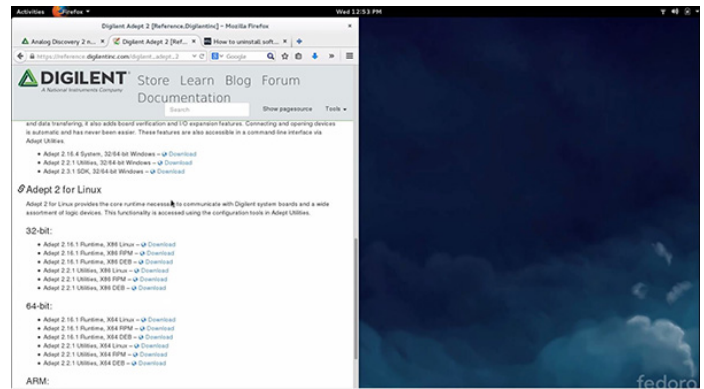 Activities Firefox Wed 12:53 PM
Digilent Adept 2 [Reference.Digilentinc] - Mozilla Firefox ×
Analog Discovery 2 n... × Digilent Adept 2 [Ref... × How to uninstall soft... ×
https://reference.digilentinc.com/digilent_adept_2 Google
DIGILENT
A National Instruments Company
Store Learn Blog Forum
Documentation
Search Show pagesource Tools
and data transfering, it also adds board verification and I/O expansion features. Connecting and opening devices
is automatic and has never been easier. These features are also accessible in a command-line interface via
Adept Utilities.
• Adept 2.16.4 System, 32/64-bit Windows – Download
• Adept 2.2.1 Utilities, 32/64-bit Windows – Download
• Adept 2.3.1 SDK, 32/64-bit Windows – Download
Adept 2 for Linux
Adept 2 for Linux provides the core runtime necessary to communicate with Digilent system boards and a wide
assortment of logic devices. This functionality is accessed using the configuration tools in Adept Utilities.
32-bit:
• Adept 2.16.1 Runtime, X86 Linux – Download
• Adept 2.16.1 Runtime, X86 RPM – Download
• Adept 2.16.1 Runtime, X86 DEB – Download
• Adept 2.2.1 Utilities, X86 Linux – Download
• Adept 2.2.1 Utilities, X86 RPM – Download
• Adept 2.2.1 Utilities, X86 DEB – Download
64-bit:
• Adept 2.16.1 Runtime, X64 Linux – Download
• Adept 2.16.1 Runtime, X64 RPM – Download
• Adept 2.16.1 Runtime, X64 DEB – Download
• Adept 2.2.1 Utilities, X64 Linux – Download
• Adept 2.2.1 Utilities, X64 RPM – Download
• Adept 2.2.1 Utilities, X64 DEB – Download
ARM:
fedora